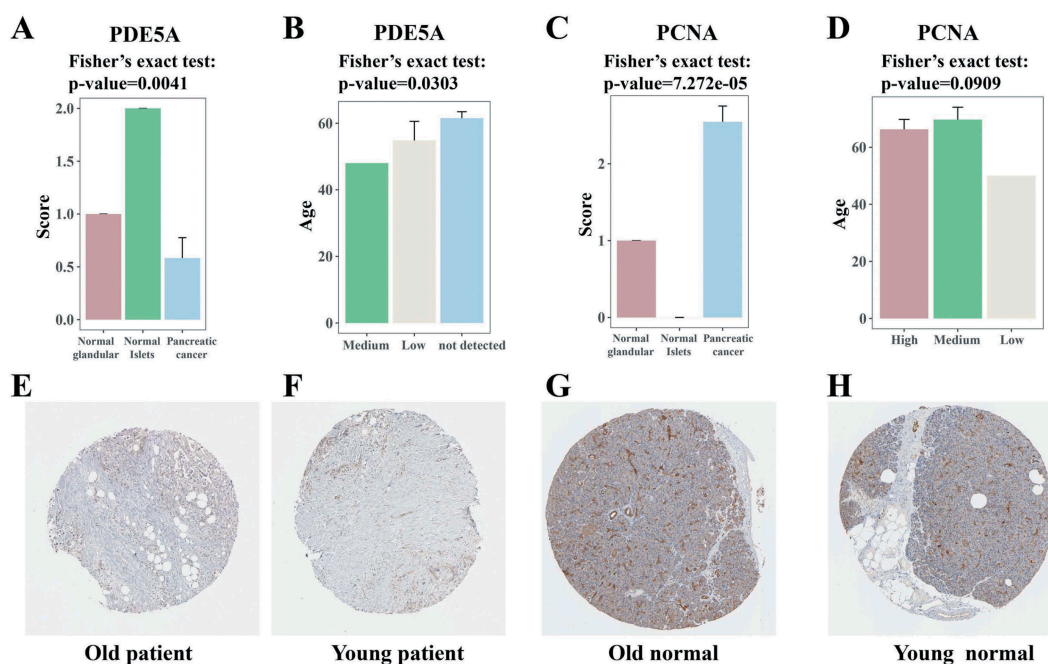 A
PDE5A
Fisher's exact test:
p-value=0.0041
Score
2.0
1.5
1.0
0.5
0.0
Normal
glandular
Normal
Islets
Pancreatic
cancer
B
PDE5A
Fisher's exact test:
p-value=0.0303
Age
60
40
20
0
Medium
Low
not detected
C
PCNA
Fisher's exact test:
p-value=7.272e-05
Score
2
1
0
Normal
glandular
Normal
Islets
Pancreatic
cancer
D
PCNA
Fisher's exact test:
p-value=0.0909
Age
60
40
20
0
High
Medium
Low
E
Old patient
F
Young patient
G
Old normal
H
Young normal